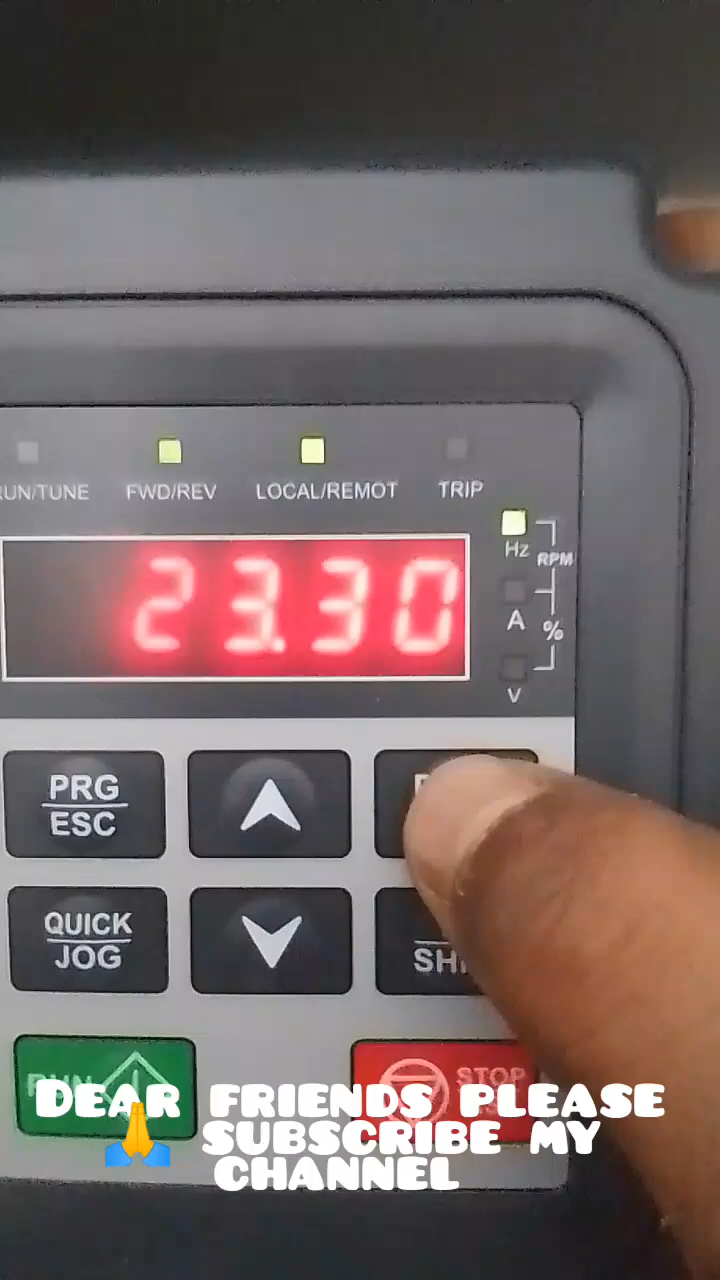 RUN/TUNE FWD/REV LOCAL/REMOT TRIP
Hz
RPM
23.30
A
%
V
PRG
ESC
QUICK
JOG
RUN
STOP
DEAR FRIENDS PLEASE
🙏 SUBSCRIBE MY
CHANNEL